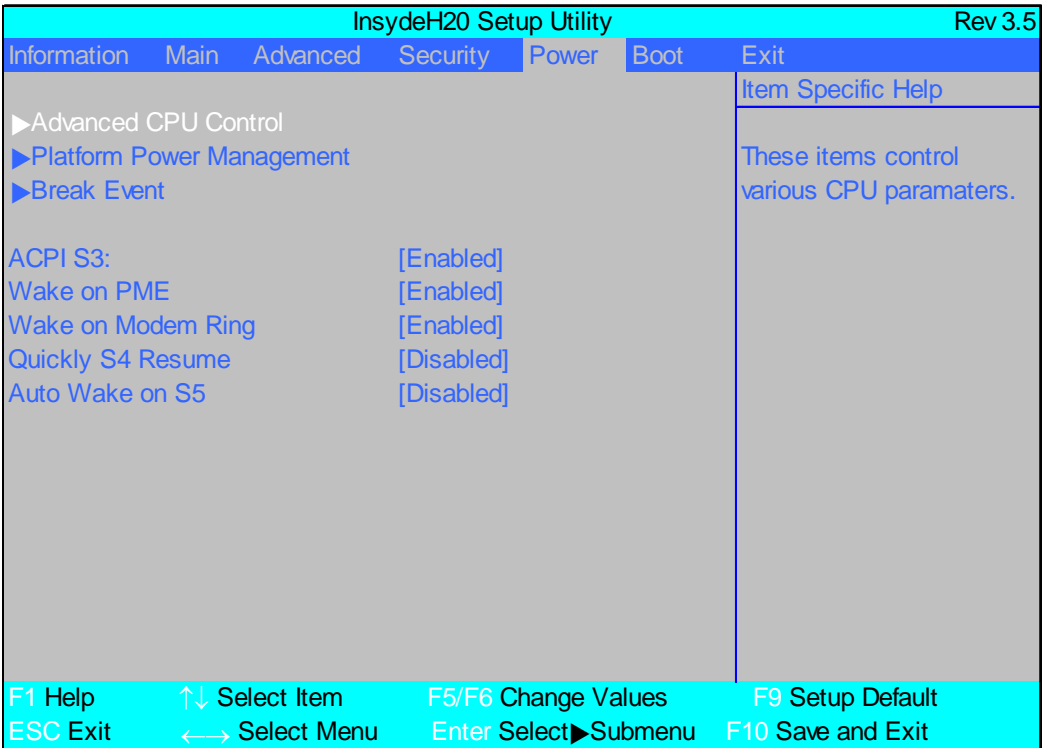 InsydeH20 Setup Utility Rev 3.5
Information Main Advanced Security Power Boot Exit
Item Specific Help
▶Advanced CPU Control
▶Platform Power Management
▶Break Event
These items control
various CPU paramaters.
ACPI S3: [Enabled]
Wake on PME [Enabled]
Wake on Modem Ring [Enabled]
Quickly S4 Resume [Disabled]
Auto Wake on S5 [Disabled]
F1 Help ↑↓ Select Item F5/F6 Change Values F9 Setup Default
ESC Exit ←→ Select Menu Enter Select▶Submenu F10 Save and Exit